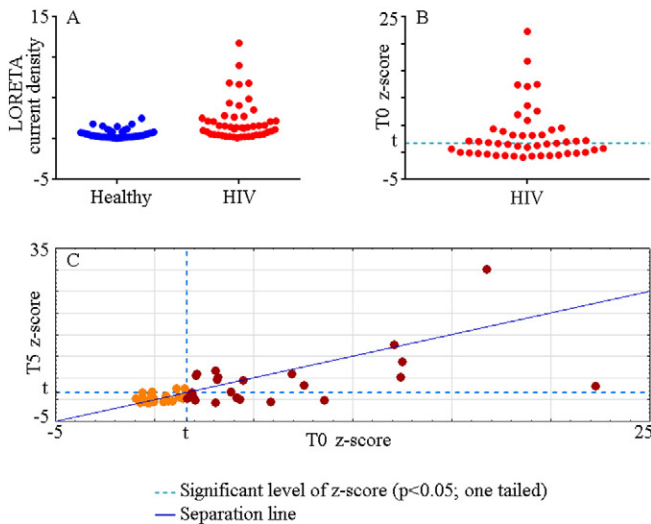 A
15
LORETA
current density
-5
Healthy
HIV
B
25
T0 z-score
t
-5
HIV
C
35
T5 z-score
t
-5
-5
t
T0 z-score
25
Significant level of z-score (p<0.05; one tailed)
Separation line